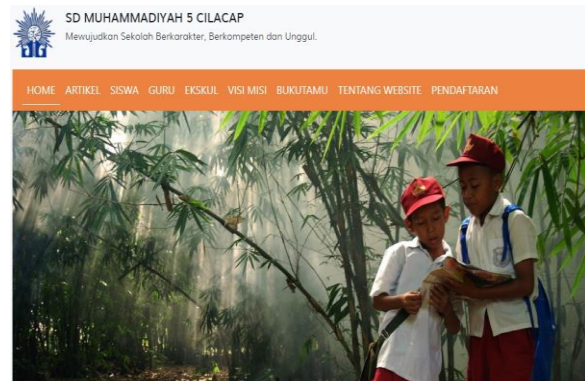 SD MUHAMMADIYAH 5 CILACAP
Mewujudkan Sekolah Berkarakter, Berkompeten dan Unggul.
HOME ARTIKEL SISWA GURU EKSKUL VISI MISI BUKUTAMU TENTANG WEBSITE PENDAFTARAN